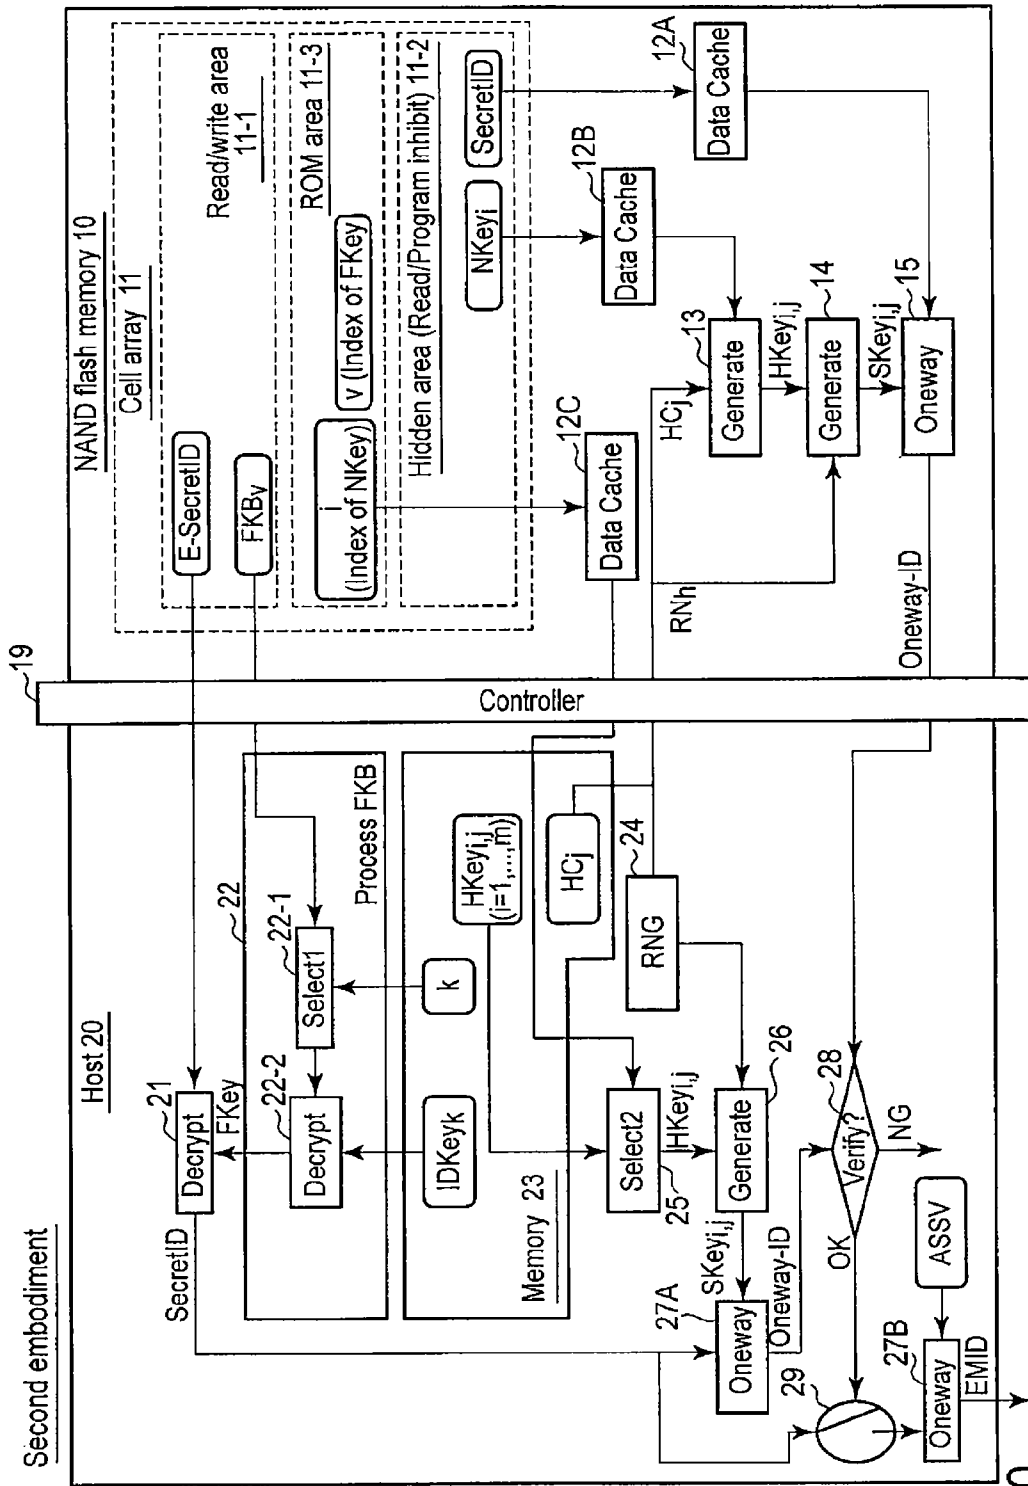 Second embodiment
Host 20
SecretID
21
Decrypt
FKey
22
22-1
Select1
22-2
Decrypt
Process FKB
k
IDKeyk
HKeyi,j
(i=1,...,m)
HCj
Memory 23
24
RNG
Select2
25
HKeyi,j
26
Generate
SKeyi,j
27A
Oneway
Oneway-ID
28
Verify?
NG
OK
29
ASSV
27B
Oneway
EMID
19
Controller
NAND flash memory 10
Cell array 11
Read/write area
11-1
E-SecretID
FKBv
ROM area 11-3
i
(Index of NKey)
v (Index of FKey)
Hidden area (Read/Program inhibit) 11-2
NKeyi
SecretID
12C
Data Cache
12B
Data Cache
12A
Data Cache
HCj
13
Generate
HKeyi,j
14
Generate
SKeyi,j
15
Oneway
RNh
Oneway-ID